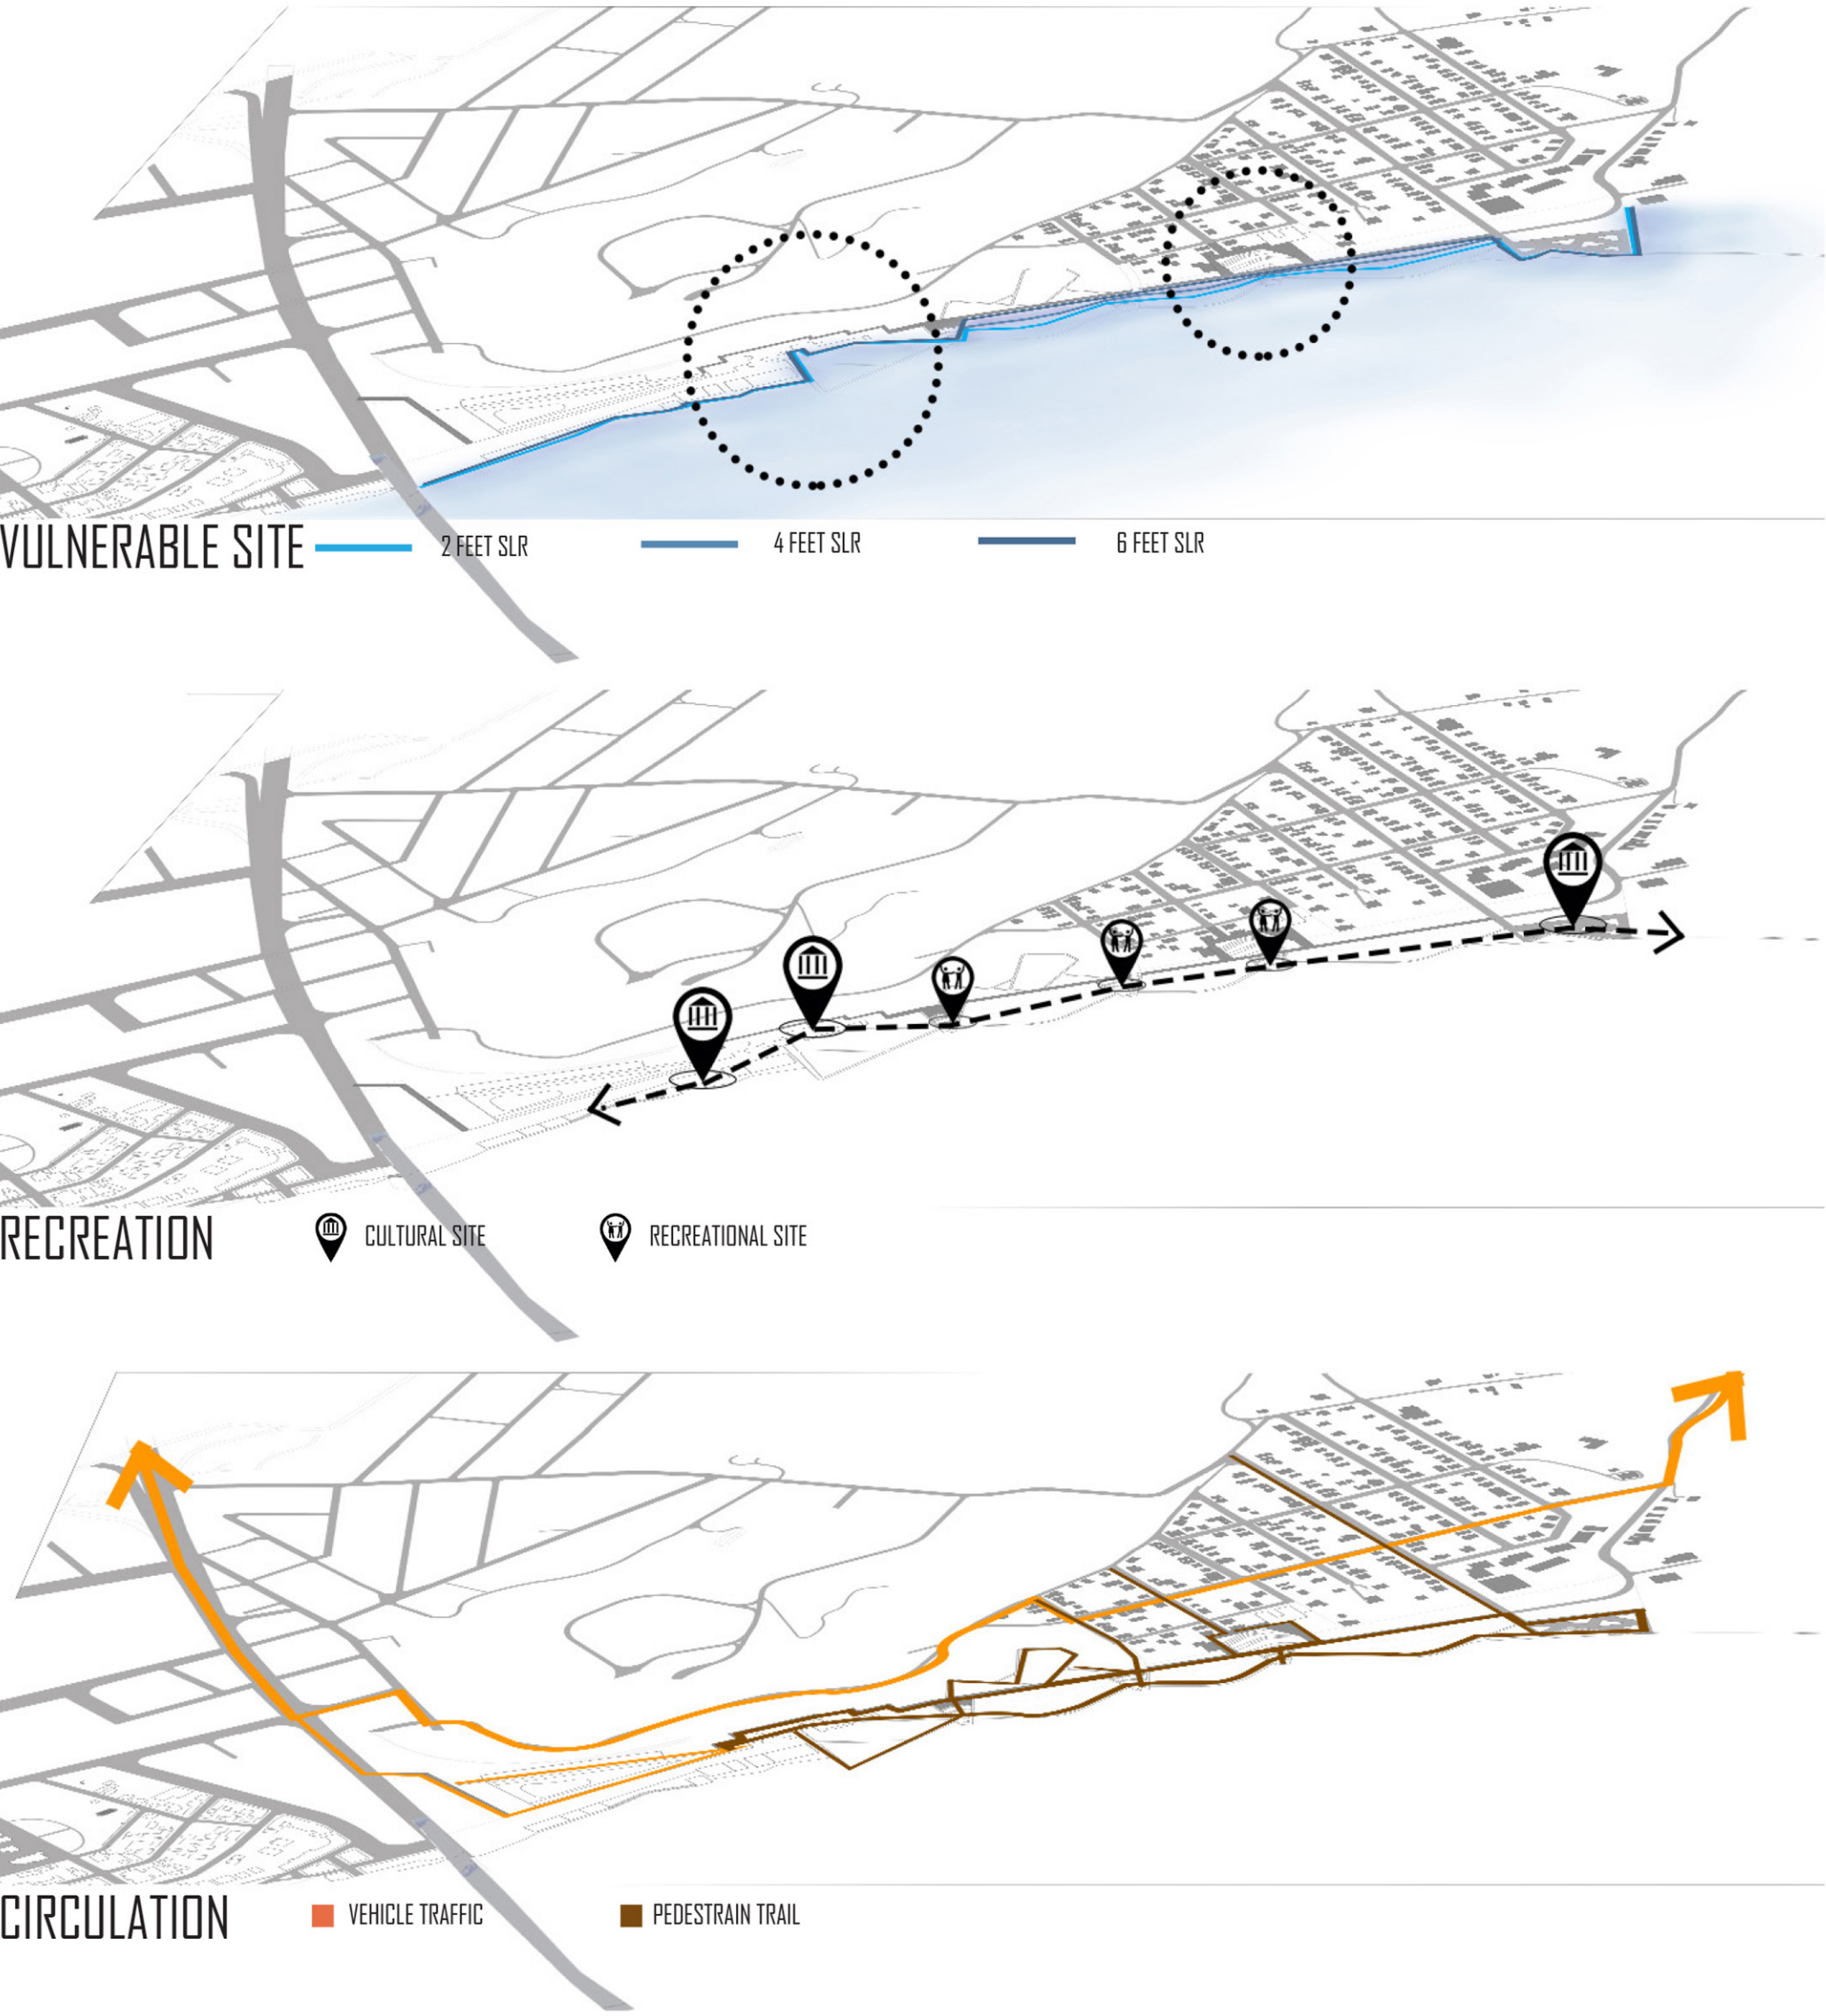 VULNERABLE SITE
2 FEET SLR
4 FEET SLR
6 FEET SLR
RECREATION
CULTURAL SITE
RECREATIONAL SITE
CIRCULATION
VEHICLE TRAFFIC
PEDESTRAIN TRAIL